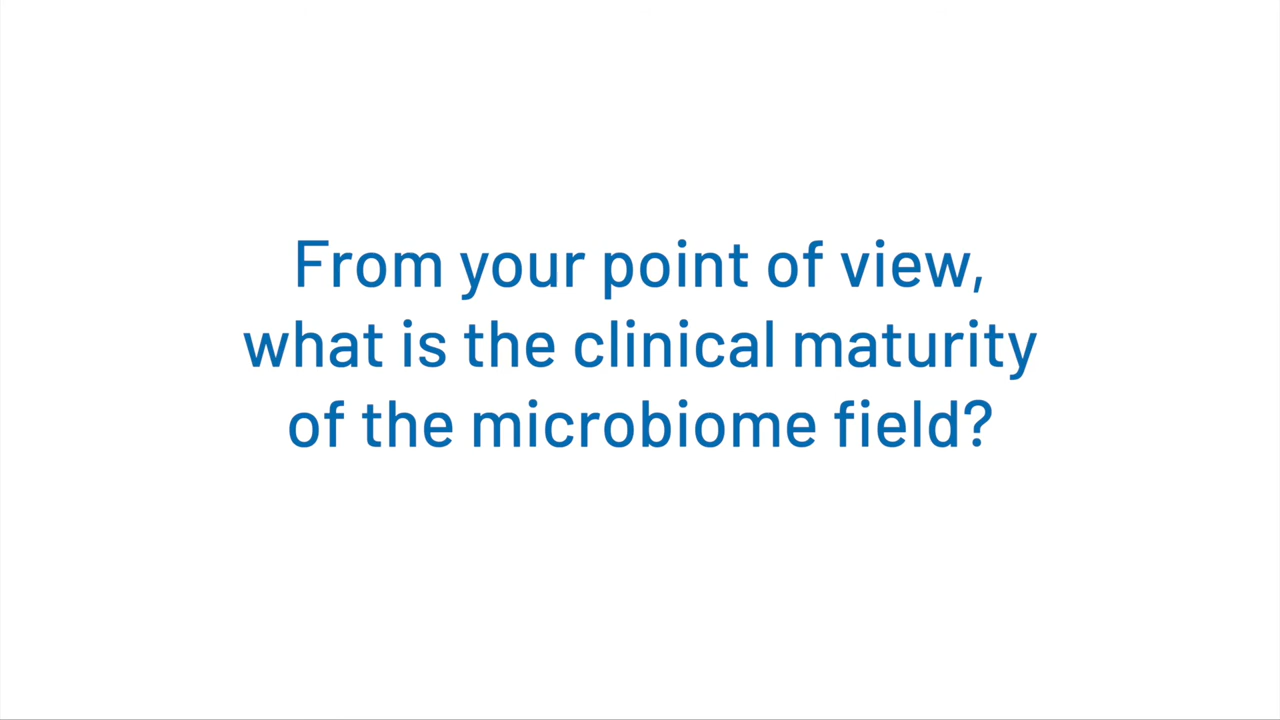 From your point of view,
what is the clinical maturity
of the microbiome field?